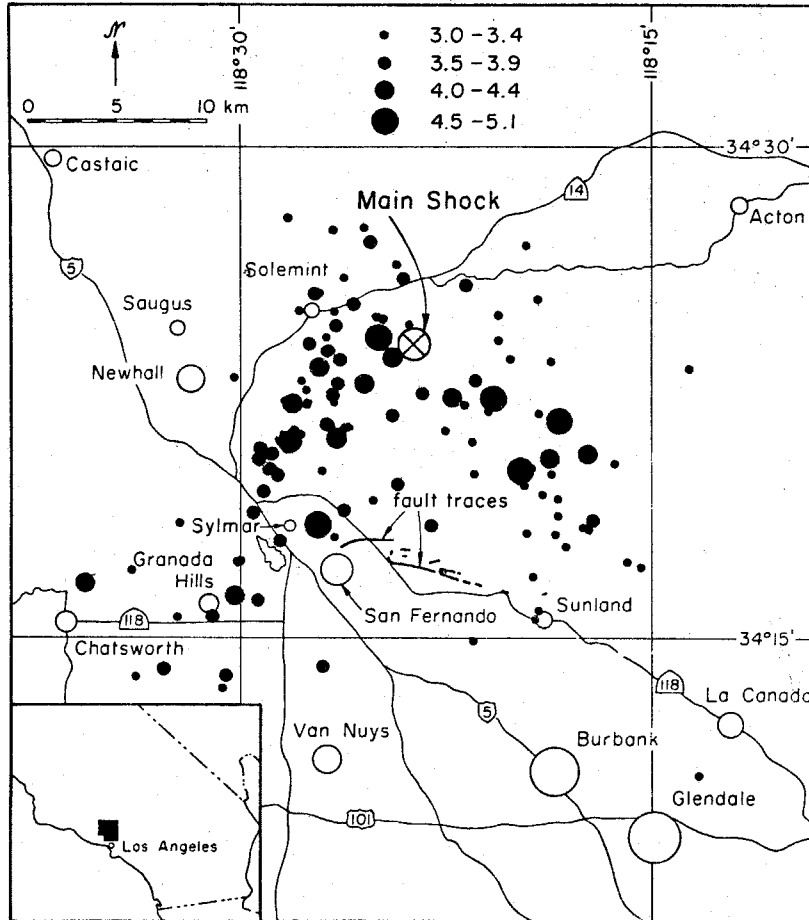 N
118°30'
118°15'
3.0 – 3.4
3.5 – 3.9
4.0 – 4.4
4.5 – 5.1
0 5 10 km
34°30'
Castaic
14
Main Shock
Acton
5
Solemint
Saugus
Newhall
fault traces
Sylmar
Granada
Hills
San Fernando
Sunland
118
Chatsworth
34°15'
118
La Canada
5
Van Nuys
Burbank
Glendale
101
Los Angeles